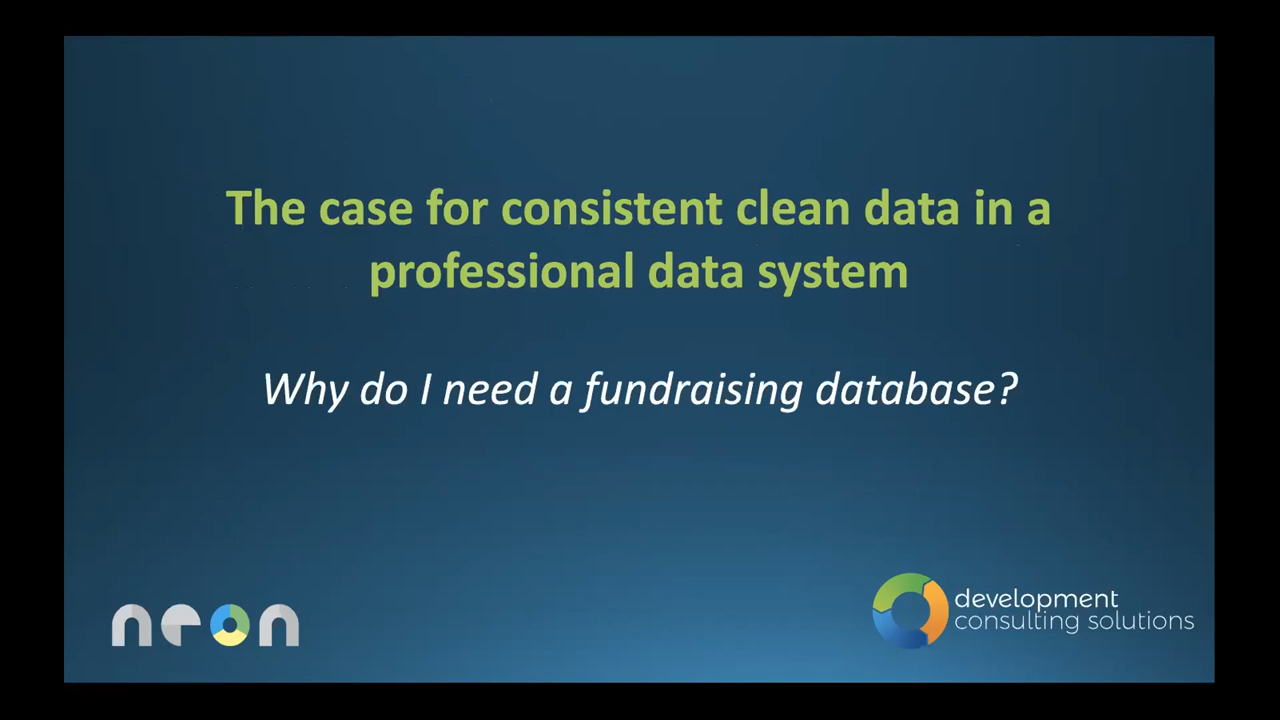 The case for consistent clean data in a
professional data system
Why do I need a fundraising database?
neon
development
consulting solutions